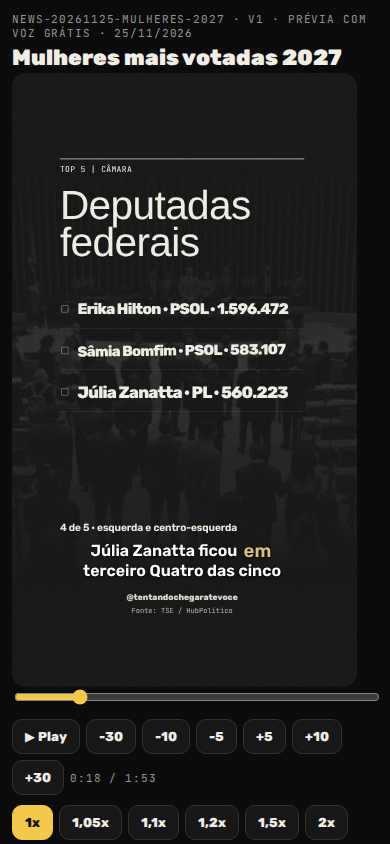 NEWS-20261125-MULHERES-2027 · V1 · PRÉVIA COM
VOZ GRÁTIS · 25/11/2026
Mulheres mais votadas 2027
TOP 5 | CÂMARA
Deputadas
federais
Erika Hilton • PSOL • 1.596.472
Sâmia Bomfim • PSOL • 583.107
Júlia Zanatta • PL • 560.223
4 de 5 • esquerda e centro-esquerda
Júlia Zanatta ficou em
terceiro Quatro das cinco
@tentandochegaratevoce
Fonte: TSE / HubPolítico
▶ Play -30 -10 -5 +5 +10
+30 0:18 / 1:53
1x 1,05x 1,1x 1,2x 1,5x 2x